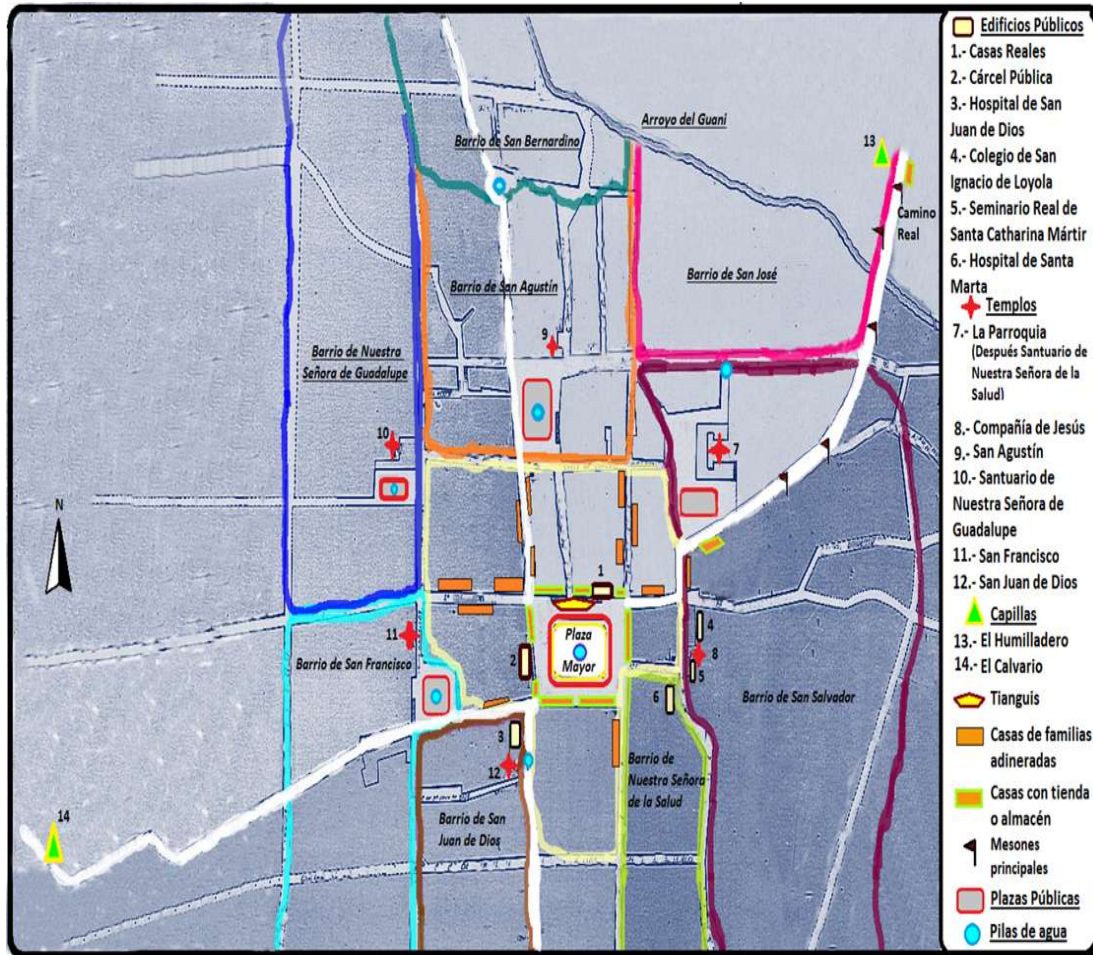 Arroyo del Guani
Barrio de San Bernardino
13
Camino
Real
Barrio de San Agustín
Barrio de San José
9
Barrio de Nuestra
Señora de Guadalupe
10
7
N
1
4
11
Plaza
Mayor
8
2
5
Barrio de San Francisco
6
Barrio de San Salvador
3
12
Barrio de
Nuestra Señora
de la Salud
14
Barrio de San
Juan de Dios
Edificios Públicos
1.- Casas Reales
2.- Cárcel Pública
3.- Hospital de San
Juan de Dios
4.- Colegio de San
Ignacio de Loyola
5.- Seminario Real de
Santa Catharina Mártir
6.- Hospital de Santa
Marta
Templos
7.- La Parroquia
(Después Santuario de
Nuestra Señora de la
Salud)
8.- Compañía de Jesús
9.- San Agustín
10.- Santuario de
Nuestra Señora de
Guadalupe
11.- San Francisco
12.- San Juan de Dios
Capillas
13.- El Humilladero
14.- El Calvario
Tianguis
Casas de familias
adineradas
Casas con tienda
o almacén
Mesones
principales
Plazas Públicas
Pilas de agua